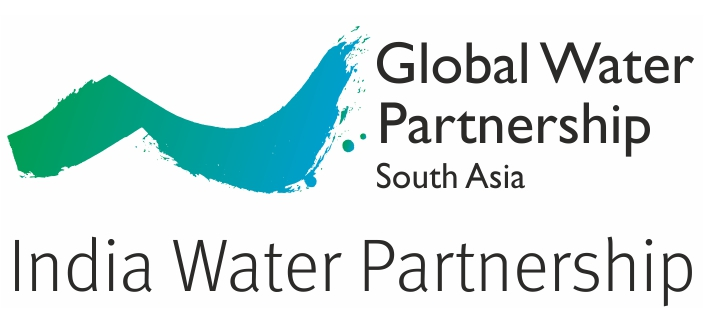 Global Water
Partnership
South Asia
India Water Partnership